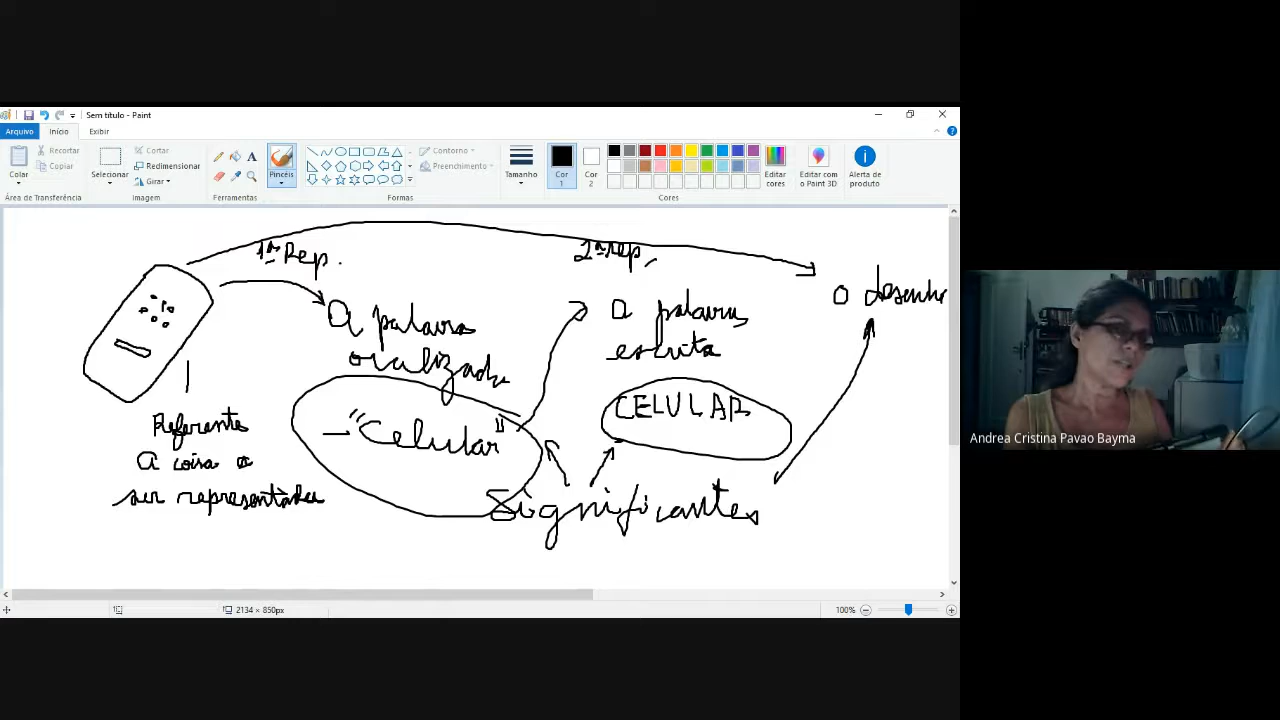 Sem título - Paint
Arquivo
Início
Exibir
Colar
Recortar
Copiar
Área de Transferência
Selecionar
Cortar
Redimensionar
Girar
Imagem
A
Ferramentas
Pincéis
Contorno
Preenchimento
Formas
Tamanho
Cor
1
Cor
2
Editar
cores
Cores
Editar com
o Paint 3D
Alerta de
produto
1ª Rep.
2ª rep.
O desenho
A palavra
oralizada
A palavra
escrita
"Celular"
CELULAR
Referente
A coisa a
ser representada
Significantes
2134 × 850px
100%
Andrea Cristina Pavao Bayma